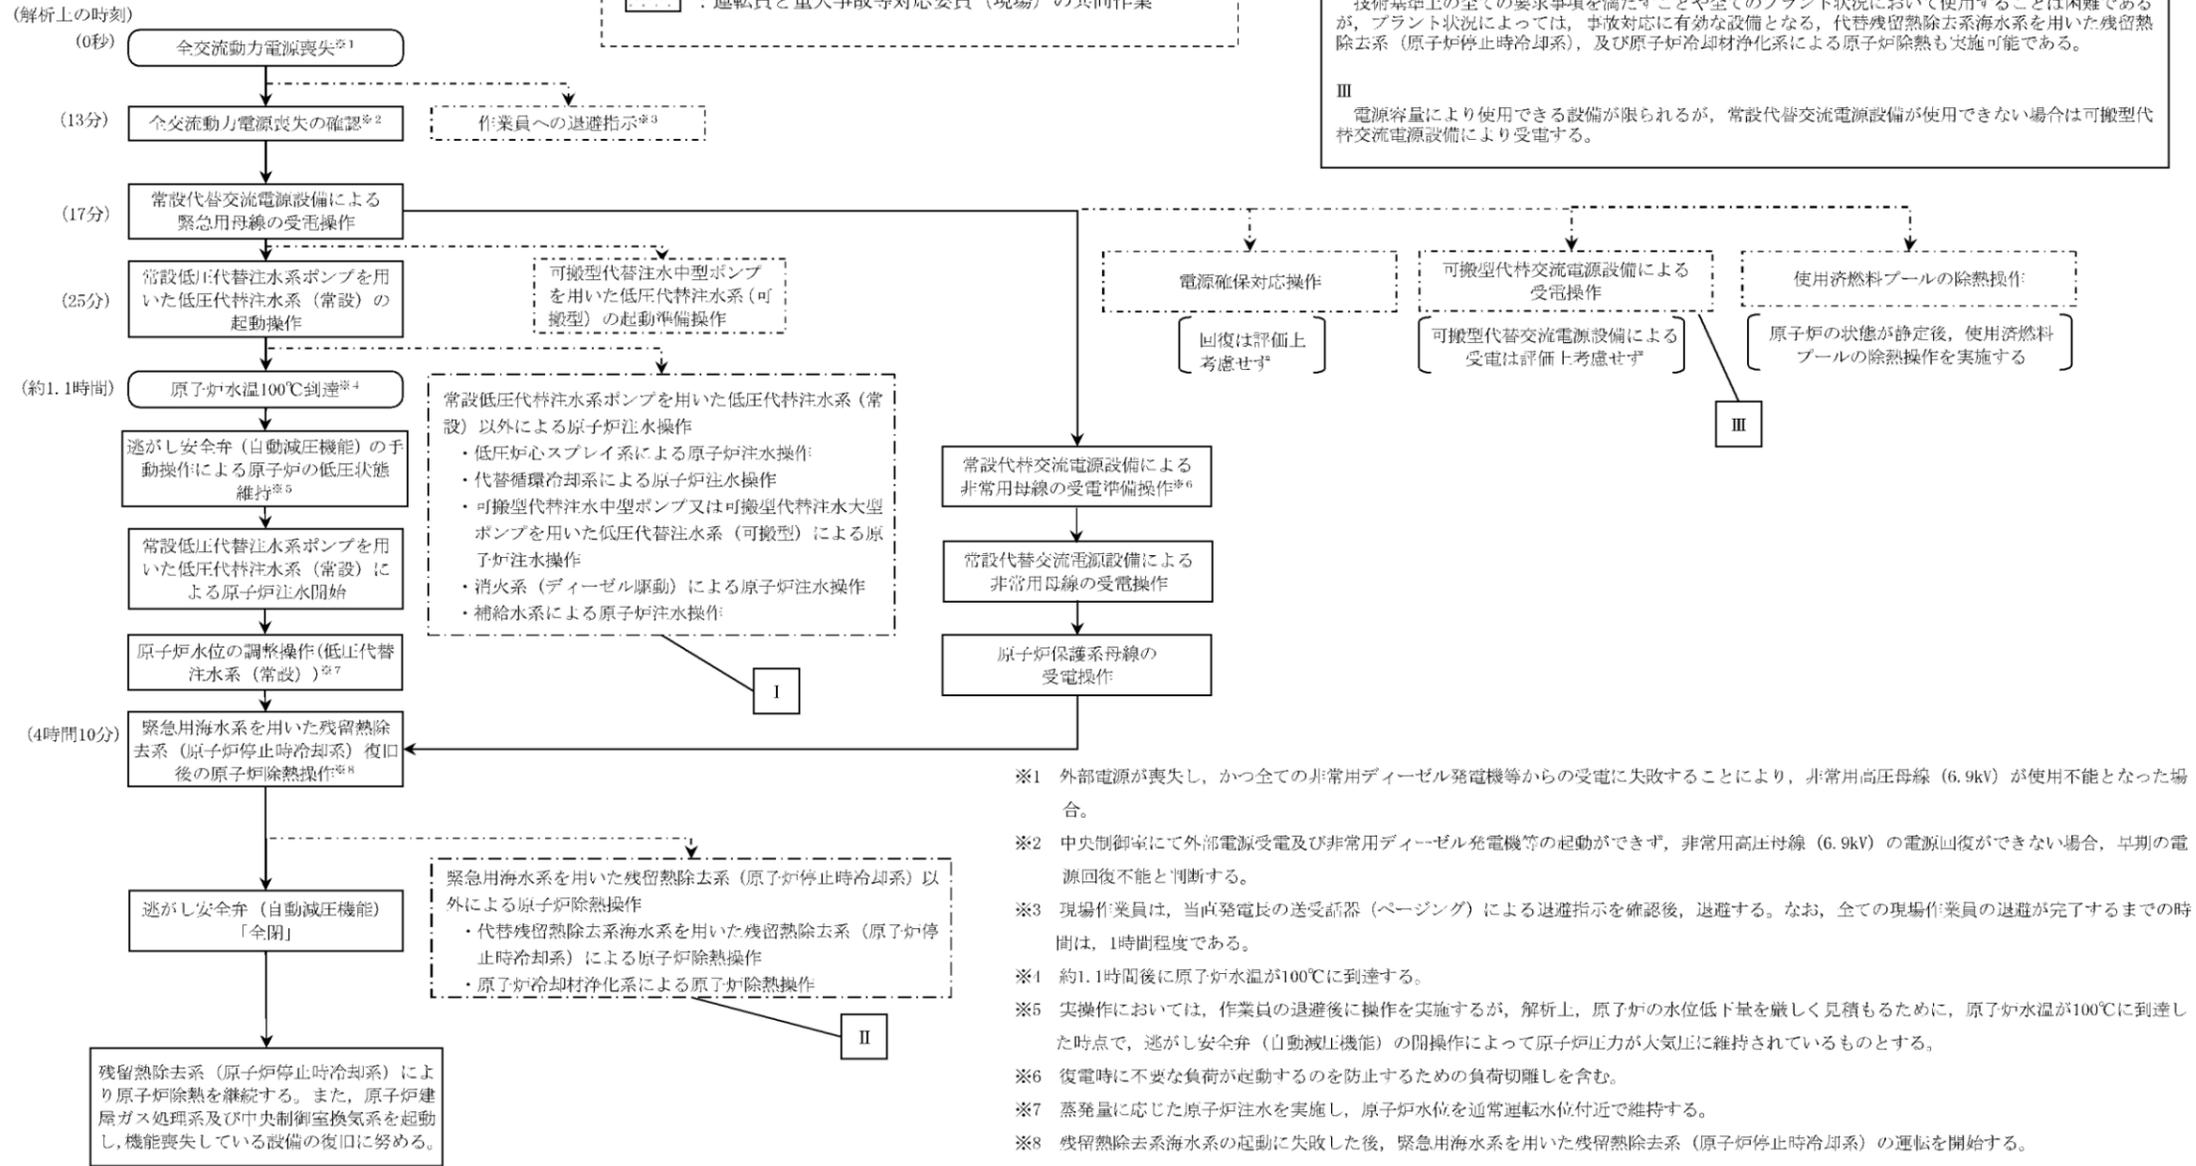 (解析上の時刻)
：運転員と重大事故等対応要員（現場）の共同作業
技術基準上の全ての要求事項を満たすことや全てのプラント状況において使用することは困難である
が，プラント状況によっては，事故対応に有効な設備となる，代替残留熱除去系海水系を用いた残留熱
除去系（原子炉停止時冷却系），及び原子炉冷却材浄化系による原子炉除熱も実施可能である。
Ⅲ
電源容量により使用できる設備が限られるが，常設代替交流電源設備が使用できない場合は可搬型代
替交流電源設備により受電する。
(0秒)
全交流動力電源喪失※1
(13分)
全交流動力電源喪失の確認※2
作業員への退避指示※3
(17分)
常設代替交流電源設備による
緊急用母線の受電操作
(25分)
常設低圧代替注水系ポンプを用
いた低圧代替注水系（常設）の
起動操作
可搬型代替注水中型ポンプ
を用いた低圧代替注水系（可
搬型）の起動準備操作
電源確保対応操作
回復は評価上
考慮せず
可搬型代替交流電源設備による
受電操作
可搬型代替交流電源設備による
受電は評価上考慮せず
使用済燃料プールの除熱操作
原子炉の状態が静定後，使用済燃料
プールの除熱操作を実施する
Ⅲ
(約1.1時間)
原子炉水温100℃到達※4
逃がし安全弁（自動減圧機能）の手
動操作による原子炉の低圧状態
維持※5
常設低圧代替注水系ポンプを用
いた低圧代替注水系（常設）に
よる原子炉注水開始
原子炉水位の調整操作(低圧代替
注水系（常設）)※7
常設低圧代替注水系ポンプを用いた低圧代替注水系（常
設）以外による原子炉注水操作
・低圧炉心スプレイ系による原子炉注水操作
・代替循環冷却系による原子炉注水操作
・可搬型代替注水中型ポンプ又は可搬型代替注水大型
ポンプを用いた低圧代替注水系（可搬型）による原
子炉注水操作
・消火系（ディーゼル駆動）による原子炉注水操作
・補給水系による原子炉注水操作
Ⅰ
常設代替交流電源設備による
非常用母線の受電準備操作※6
常設代替交流電源設備による
非常用母線の受電操作
原子炉保護系母線の
受電操作
(4時間10分)
緊急用海水系を用いた残留熱除
去系（原子炉停止時冷却系）復旧
後の原子炉除熱操作※8
逃がし安全弁（自動減圧機能）
「全閉」
緊急用海水系を用いた残留熱除去系（原子炉停止時冷却系）以
外による原子炉除熱操作
・代替残留熱除去系海水系を用いた残留熱除去系（原子炉停
止時冷却系）による原子炉除熱操作
・原子炉冷却材浄化系による原子炉除熱操作
Ⅱ
残留熱除去系（原子炉停止時冷却系）によ
り原子炉除熱を継続する。また，原子炉建
屋ガス処理系及び中央制御室換気系を起動
し,機能喪失している設備の復旧に努める。
※1　外部電源が喪失し，かつ全ての非常用ディーゼル発電機等からの受電に失敗することにより，非常用高圧母線（6.9kV）が使用不能となった場
合。
※2　中央制御室にて外部電源受電及び非常用ディーゼル発電機等の起動ができず，非常用高圧母線（6.9kV）の電源回復ができない場合，早期の電
源回復不能と判断する。
※3　現場作業員は，当直発電長の送受話器（ページング）による退避指示を確認後，退避する。なお，全ての現場作業員の退避が完了するまでの時
間は，1時間程度である。
※4　約1.1時間後に原子炉水温が100℃に到達する。
※5　実操作においては，作業員の退避後に操作を実施するが，解析上，原子炉の水位低下量を厳しく見積もるために，原子炉水温が100℃に到達し
た時点で，逃がし安全弁（自動減圧機能）の開操作によって原子炉圧力が大気圧に維持されているものとする。
※6　復電時に不要な負荷が起動するのを防止するための負荷切離しを含む。
※7　蒸発量に応じた原子炉注水を実施し，原子炉水位を通常運転水位付近で維持する。
※8　残留熱除去系海水系の起動に失敗した後，緊急用海水系を用いた残留熱除去系（原子炉停止時冷却系）の運転を開始する。